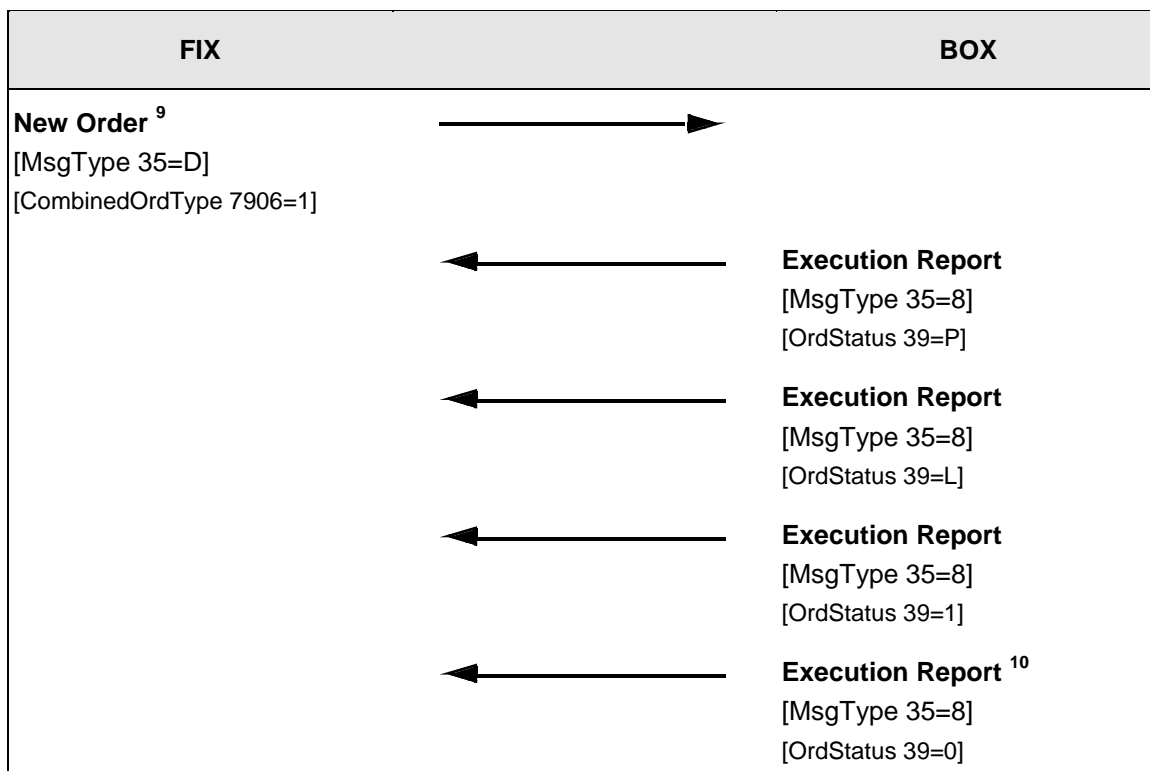 FIX BOX
New Order 9
[MsgType 35=D]
[CombinedOrdType 7906=1]
Execution Report
[MsgType 35=8]
[OrdStatus 39=P]
Execution Report
[MsgType 35=8]
[OrdStatus 39=L]
Execution Report
[MsgType 35=8]
[OrdStatus 39=1]
Execution Report 10
[MsgType 35=8]
[OrdStatus 39=0]